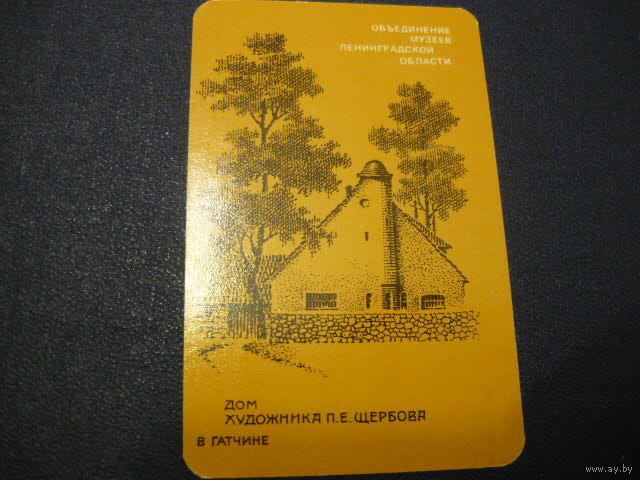 ОБЪЕДИНЕНИЕ
МУЗЕЕВ
ЛЕНИНГРАДСКОЙ
ОБЛАСТИ
ДОМ
ХУДОЖНИКА П.Е. ЩЕРБОВА
В ГАТЧИНЕ
www.ay.by